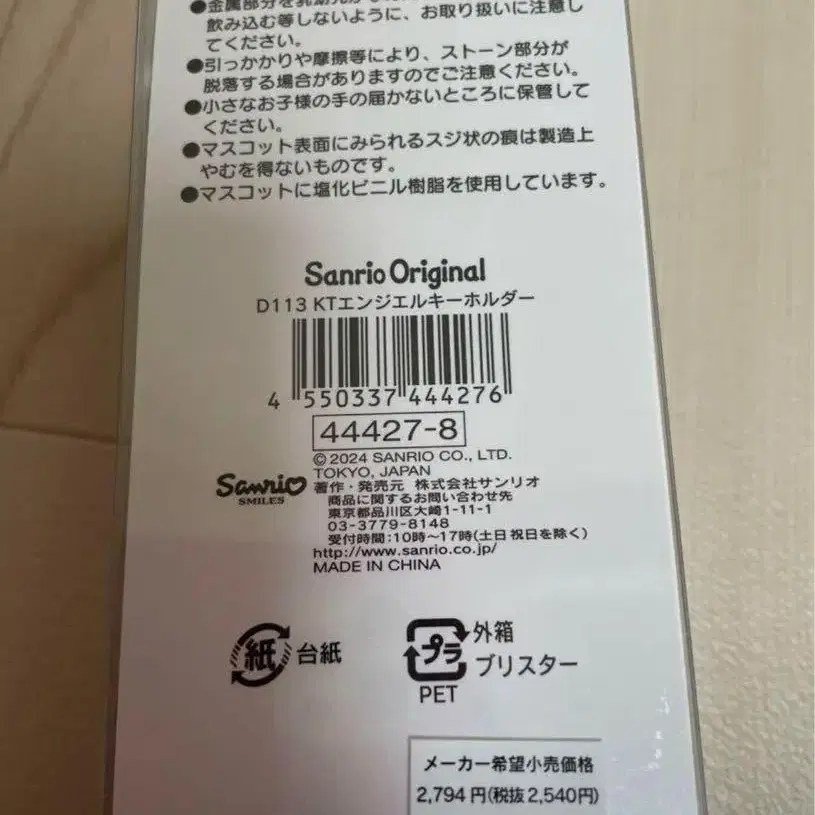 ●金属部分を乳幼児が
飲み込む等しないように、お取り扱いに注意し
てください。
●引っかかりや摩擦等により、ストーン部分が
脱落する場合がありますのでご注意ください。
●小さなお子様の手の届かないところに保管して
ください。
●マスコット表面にみられるスジ状の痕は製造上
やむを得ないものです。
●マスコットに塩化ビニル樹脂を使用しています。
Sanrio Original
D113 KTエンジェルキーホルダー
4 550337 444276
44427-8
© 2024 SANRIO CO., LTD.
TOKYO, JAPAN
Sanrio
SMILES
著作・発売元 株式会社サンリオ
商品に関するお問い合わせ先
東京都品川区大崎1-11-1
03-3779-8148
受付時間:10時～17時(土日祝日を除く)
http://www.sanrio.co.jp/
MADE IN CHINA
紙 台紙
プラ 外箱
ブリスター
PET
メーカー希望小売価格
2,794円(税抜2,540円)